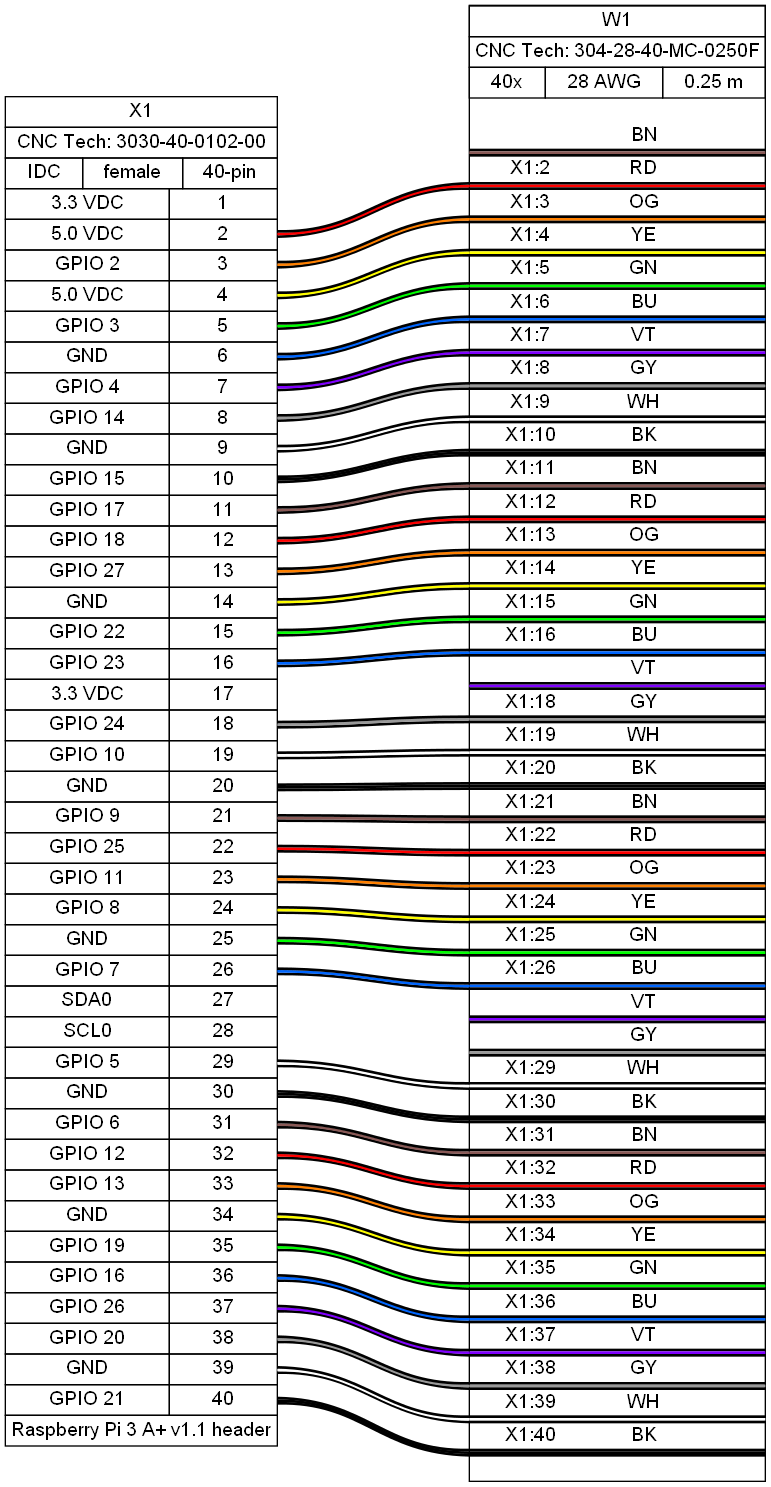 X1
CNC Tech: 3030-40-0102-00
IDC female 40-pin
3.3 VDC 1
5.0 VDC 2
GPIO 2 3
5.0 VDC 4
GPIO 3 5
GND 6
GPIO 4 7
GPIO 14 8
GND 9
GPIO 15 10
GPIO 17 11
GPIO 18 12
GPIO 27 13
GND 14
GPIO 22 15
GPIO 23 16
3.3 VDC 17
GPIO 24 18
GPIO 10 19
GND 20
GPIO 9 21
GPIO 25 22
GPIO 11 23
GPIO 8 24
GND 25
GPIO 7 26
SDA0 27
SCL0 28
GPIO 5 29
GND 30
GPIO 6 31
GPIO 12 32
GPIO 13 33
GND 34
GPIO 19 35
GPIO 16 36
GPIO 26 37
GPIO 20 38
GND 39
GPIO 21 40
Raspberry Pi 3 A+ v1.1 header
W1
CNC Tech: 304-28-40-MC-0250F
40x 28 AWG 0.25 m
BN
X1:2 RD
X1:3 OG
X1:4 YE
X1:5 GN
X1:6 BU
X1:7 VT
X1:8 GY
X1:9 WH
X1:10 BK
X1:11 BN
X1:12 RD
X1:13 OG
X1:14 YE
X1:15 GN
X1:16 BU
VT
X1:18 GY
X1:19 WH
X1:20 BK
X1:21 BN
X1:22 RD
X1:23 OG
X1:24 YE
X1:25 GN
X1:26 BU
VT
GY
X1:29 WH
X1:30 BK
X1:31 BN
X1:32 RD
X1:33 OG
X1:34 YE
X1:35 GN
X1:36 BU
X1:37 VT
X1:38 GY
X1:39 WH
X1:40 BK